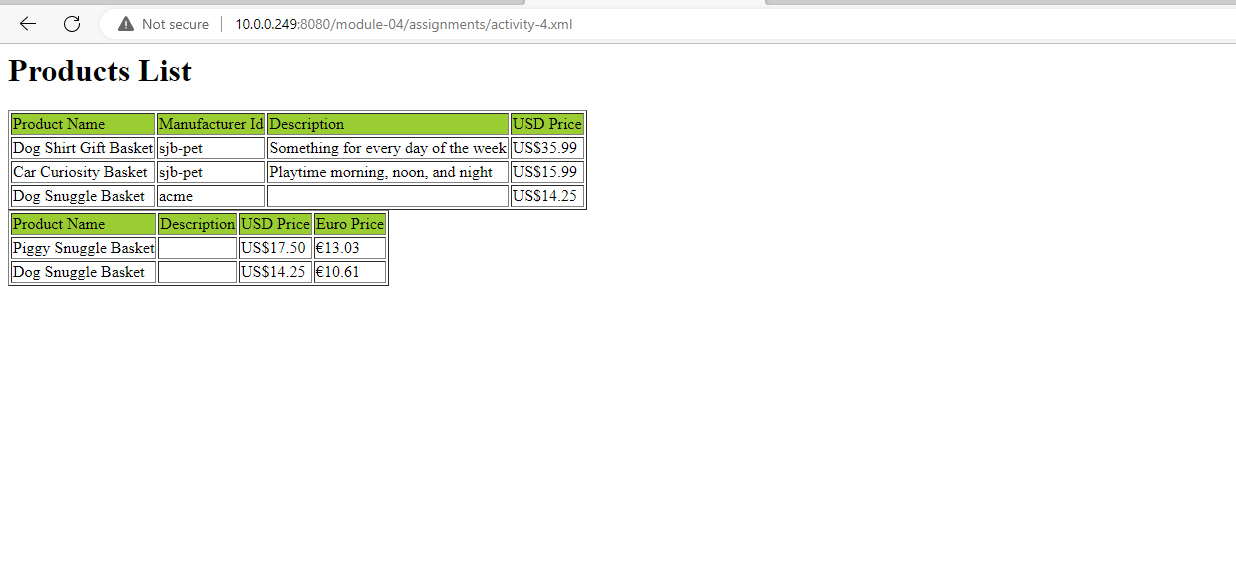 Not secure | 10.0.0.249:8080/module-04/assignments/activity-4.xml
Products List
Product Name Manufacturer Id Description USD Price
Dog Shirt Gift Basket sjb-pet Something for every day of the week US$35.99
Car Curiosity Basket sjb-pet Playtime morning, noon, and night US$15.99
Dog Snuggle Basket acme US$14.25
Product Name Description USD Price Euro Price
Piggy Snuggle Basket US$17.50 €13.03
Dog Snuggle Basket US$14.25 €10.61